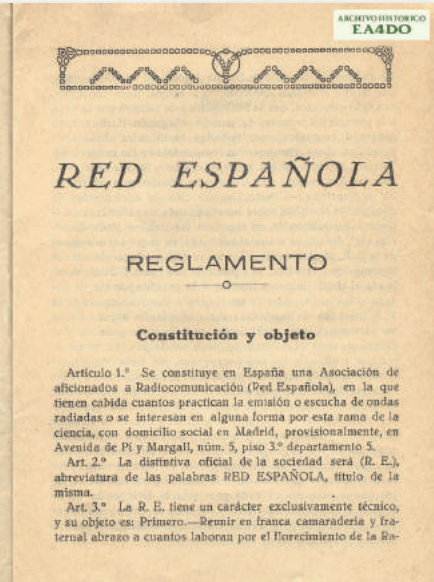 ARCHIVO HISTORICO
EA4DO
RED ESPAÑOLA
REGLAMENTO
Constitución y objeto
Artículo 1.º Se constituye en España una Asociación de
aficionados a Radiocomunicación (Red Española), en la que
tienen cabida cuantos practican la emisión o escucha de ondas
radiadas o se interesan en alguna forma por esta rama de la
ciencia, con domicilio social en Madrid, provisionalmente, en
Avenida de Pí y Margall, núm. 5, piso 3.º departamento 5.
Art. 2.º La distintiva oficial de la sociedad será (R. E.),
abreviatura de las palabras RED ESPAÑOLA, título de la
misma.
Art. 3.º La R. E. tiene un carácter exclusivamente técnico,
y su objeto es: Primero.—Reunir en franca camaradería y fra-
ternal abrazo a cuantos laboran por el florecimiento de la Ra-